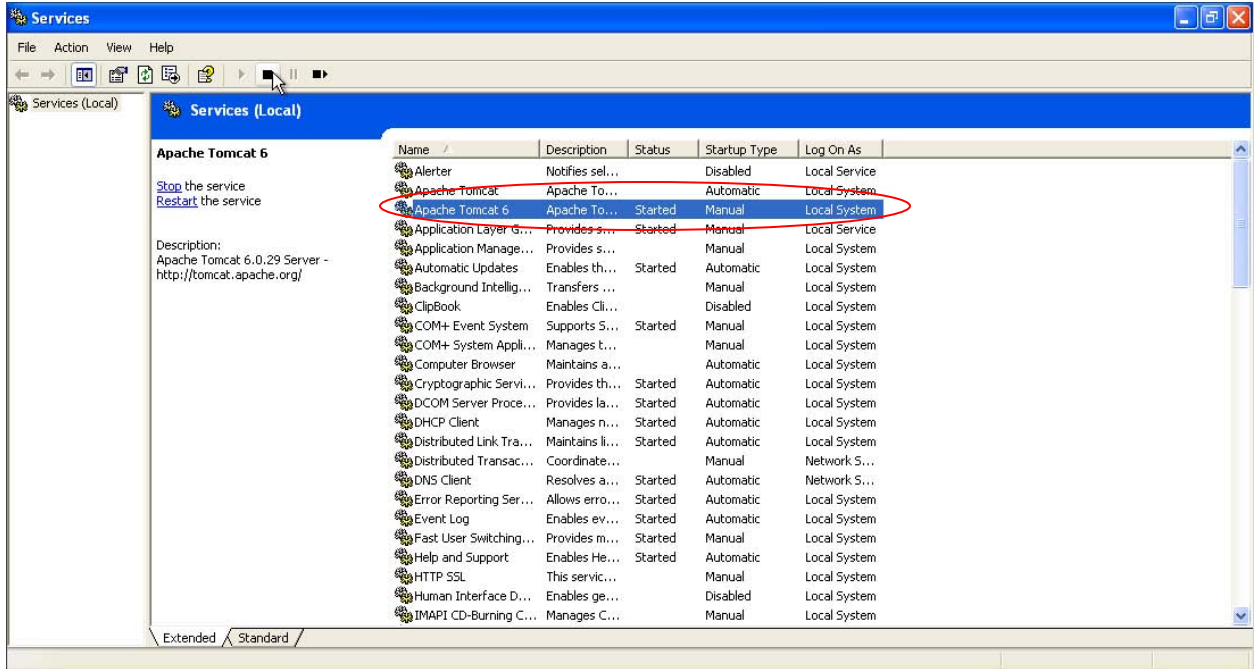 Services
File Action View Help
Services (Local)
Services (Local)
Apache Tomcat 6
Stop the service
Restart the service
Description:
Apache Tomcat 6.0.29 Server -
http://tomcat.apache.org/
Name Description Status Startup Type Log On As
Alerter Notifies sel... Disabled Local Service
Apache Tomcat Apache To... Automatic Local System
Apache Tomcat 6 Apache To... Started Manual Local System
Application Layer G... Provides s... Started Manual Local Service
Application Manage... Provides s... Manual Local System
Automatic Updates Enables th... Started Automatic Local System
Background Intellig... Transfers ... Manual Local System
ClipBook Enables Cli... Disabled Local System
COM+ Event System Supports S... Started Manual Local System
COM+ System Appli... Manages t... Manual Local System
Computer Browser Maintains a... Automatic Local System
Cryptographic Servi... Provides th... Started Automatic Local System
DCOM Server Proce... Provides la... Started Automatic Local System
DHCP Client Manages n... Started Automatic Local System
Distributed Link Tra... Maintains li... Started Automatic Local System
Distributed Transac... Coordinate... Manual Network S...
DNS Client Resolves a... Started Automatic Network S...
Error Reporting Ser... Allows erro... Started Automatic Local System
Event Log Enables ev... Started Automatic Local System
Fast User Switching... Provides m... Started Manual Local System
Help and Support Enables He... Started Automatic Local System
HTTP SSL This servic... Manual Local System
Human Interface D... Enables ge... Disabled Local System
IMAPI CD-Burning C... Manages C... Manual Local System
Extended Standard